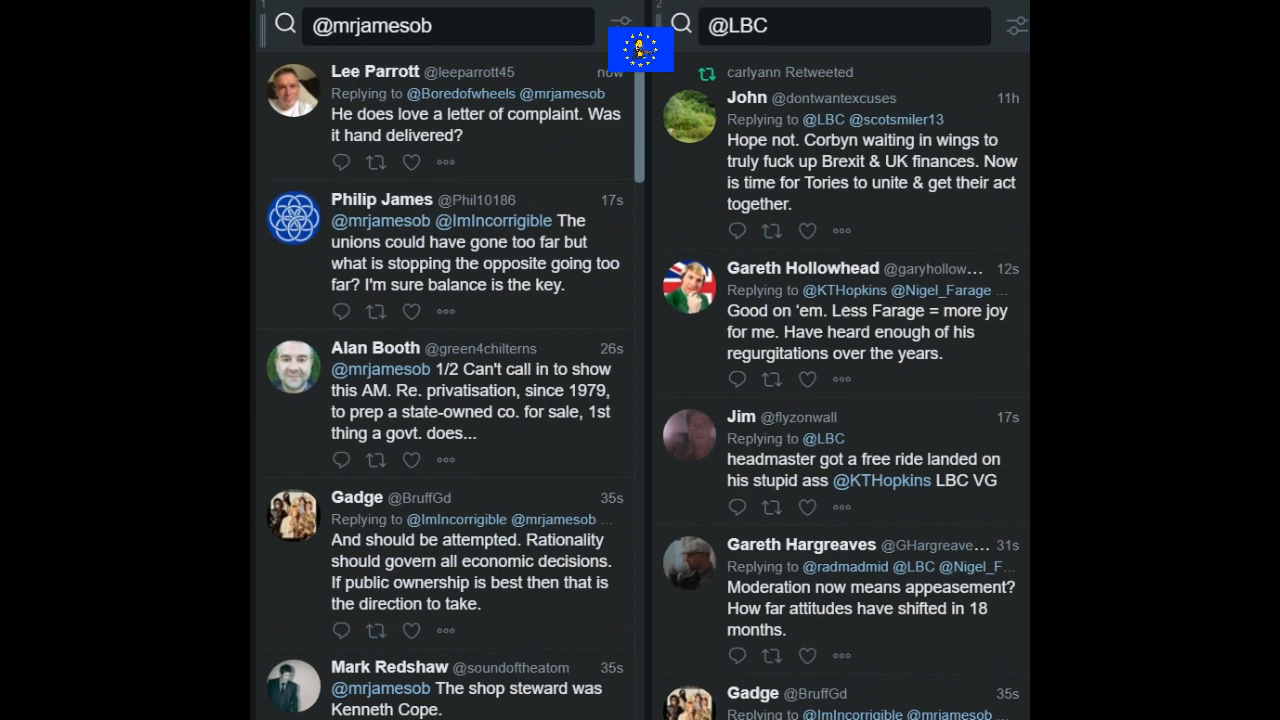 1
@mrjamesob
Lee Parrott @leeparrott45 now
Replying to @Boredofwheels @mrjamesob
He does love a letter of complaint. Was
it hand delivered?
Philip James @Phil10186 17s
@mrjamesob @ImIncorrigible The
unions could have gone too far but
what is stopping the opposite going too
far? I'm sure balance is the key.
Alan Booth @green4chilterns 26s
@mrjamesob 1/2 Can't call in to show
this AM. Re. privatisation, since 1979,
to prep a state-owned co. for sale, 1st
thing a govt. does...
Gadge @BruffGd 35s
Replying to @ImIncorrigible @mrjamesob ...
And should be attempted. Rationality
should govern all economic decisions.
If public ownership is best then that is
the direction to take.
Mark Redshaw @soundoftheatom 35s
@mrjamesob The shop steward was
Kenneth Cope.
2
@LBC
carlyann Retweeted
John @dontwantexcuses 11h
Replying to @LBC @scotsmiler13
Hope not. Corbyn waiting in wings to
truly fuck up Brexit & UK finances. Now
is time for Tories to unite & get their act
together.
Gareth Hollowhead @garyhollow... 12s
Replying to @KTHopkins @Nigel_Farage ...
Good on ‘em. Less Farage = more joy
for me. Have heard enough of his
regurgitations over the years.
Jim @flyzonwall 17s
Replying to @LBC
headmaster got a free ride landed on
his stupid ass @KTHopkins LBC VG
Gareth Hargreaves @GHargreave... 31s
Replying to @radmadmid @LBC @Nigel_F...
Moderation now means appeasement?
How far attitudes have shifted in 18
months.
Gadge @BruffGd 35s
Replying to @ImIncorrigible @mrjamesob ...